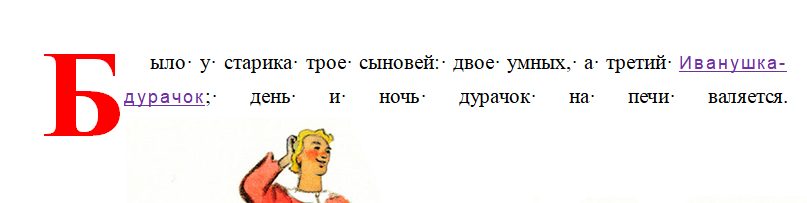 Было у старика трое сыновей: двое умных, а третий Иванушка-
дурачок; день и ночь дурачок на печи валяется.